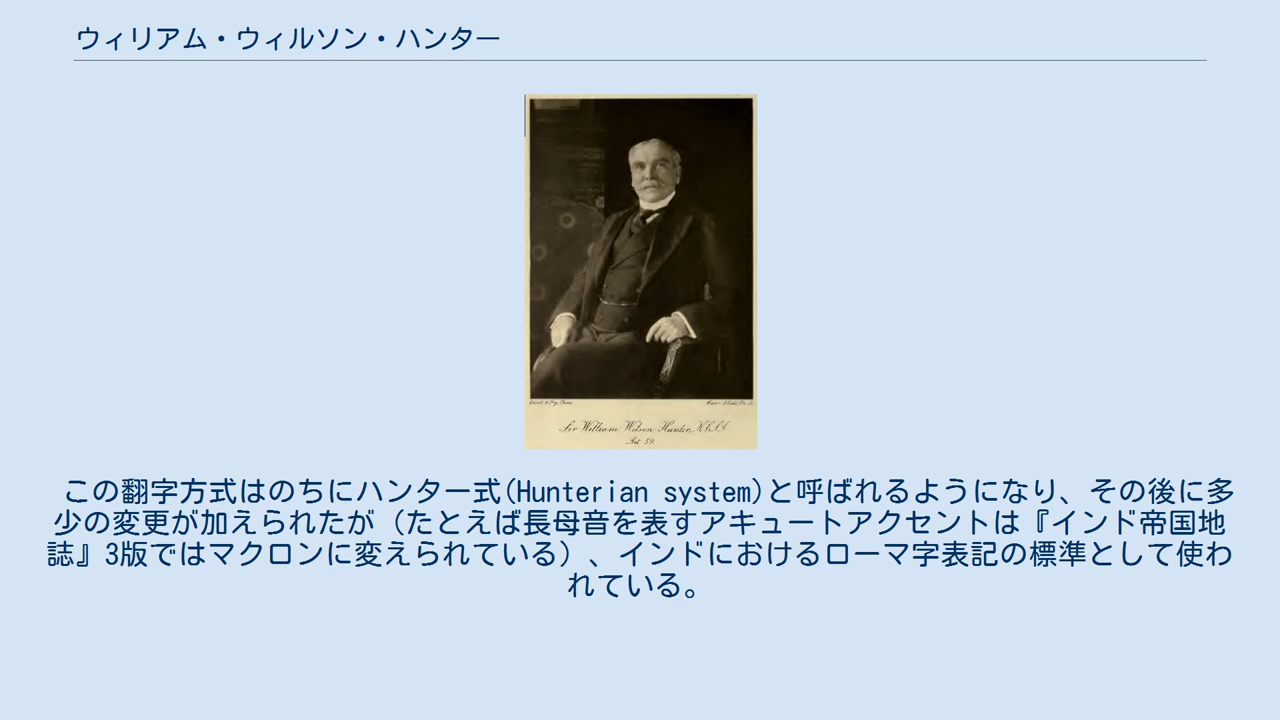 ウィリアム・ウィルソン・ハンター
Sir William Wilson Hunter, K.C.S.I
Aet. 59.
この翻字方式はのちにハンター式(Hunterian system)と呼ばれるようになり、その後に多
少の変更が加えられたが（たとえば長母音を表すアキュートアクセントは『インド帝国地
誌』3版ではマクロンに変えられている）、インドにおけるローマ字表記の標準として使わ
れている。